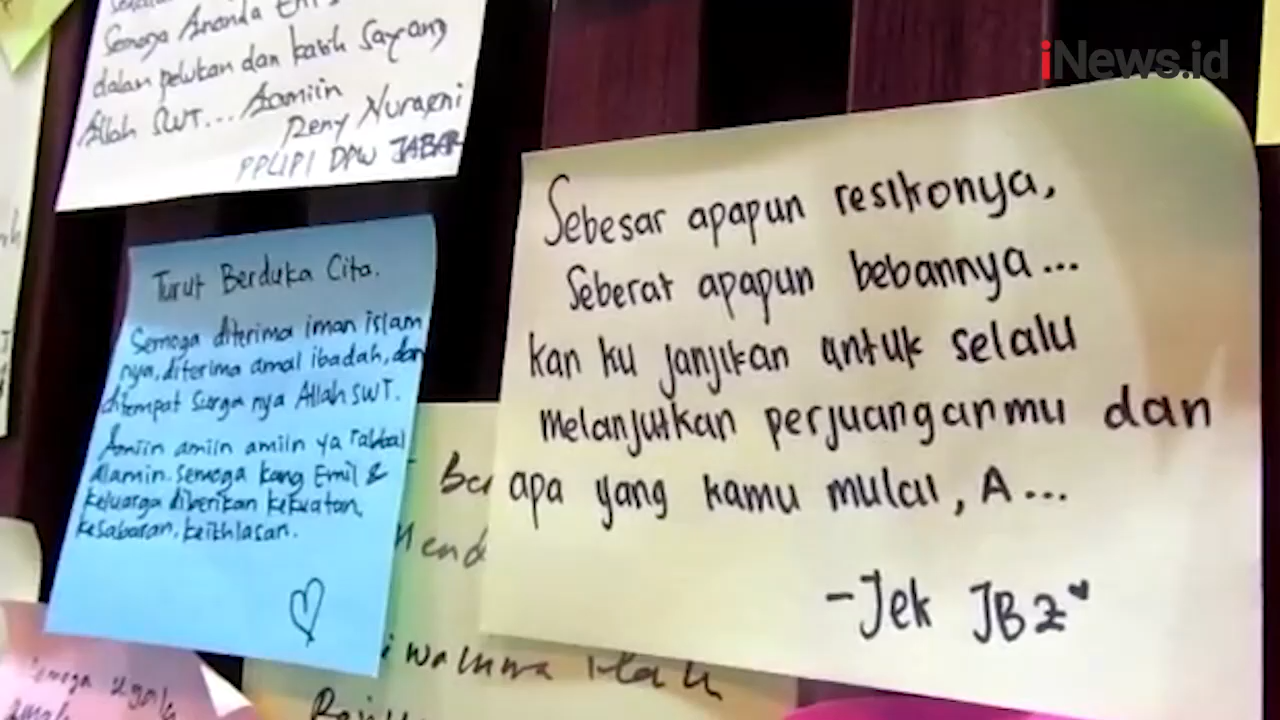 iNews.id
Semoga Ananda
dalam pelukan dan kasih sayang
Allah SWT... Aamiin
Reny Nuraeni
PPLIPI DPW JABAR
Turut Berduka Cita.
Semoga diterima iman islam
nya, diterima amal ibadah, dan
ditempat surga nya Allah SWT.
Amiin amiin amiin ya rabbal
alamin. semoga kang Emil &
keluarga diberikan kekuatan,
kesabaran, keikhlasan.
Sebesar apapun resikonya,
Seberat apapun bebannya...
kan ku janjikan untuk selalu
melanjutkan perjuanganmu dan
apa yang kamu mulai, A...
-Jek JBZ
Semoga